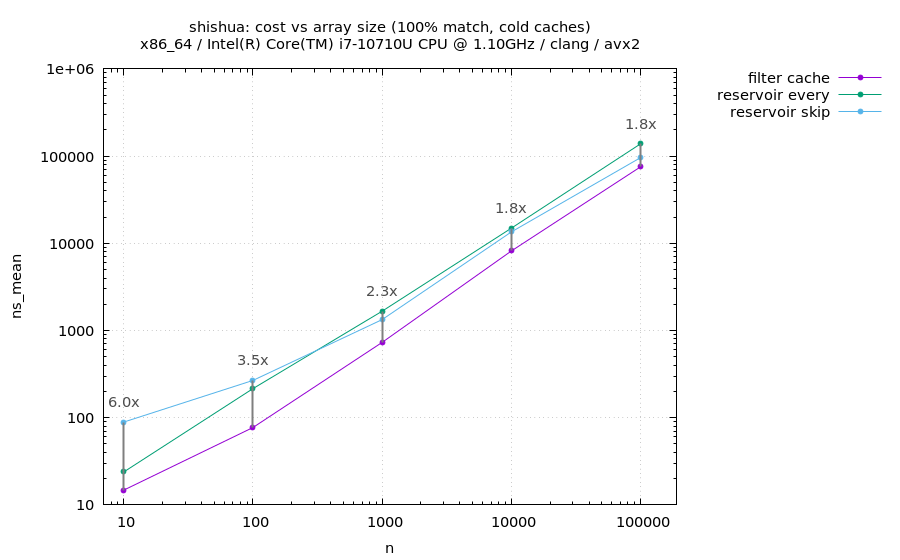 shishua: cost vs array size (100% match, cold caches)
x86_64 / Intel(R) Core(TM) i7-10710U CPU @ 1.10GHz / clang / avx2
1e+06
100000
10000
1000
100
10
ns_mean
6.0x
3.5x
2.3x
1.8x
1.8x
10
100
1000
10000
100000
n
filter cache
reservoir every
reservoir skip